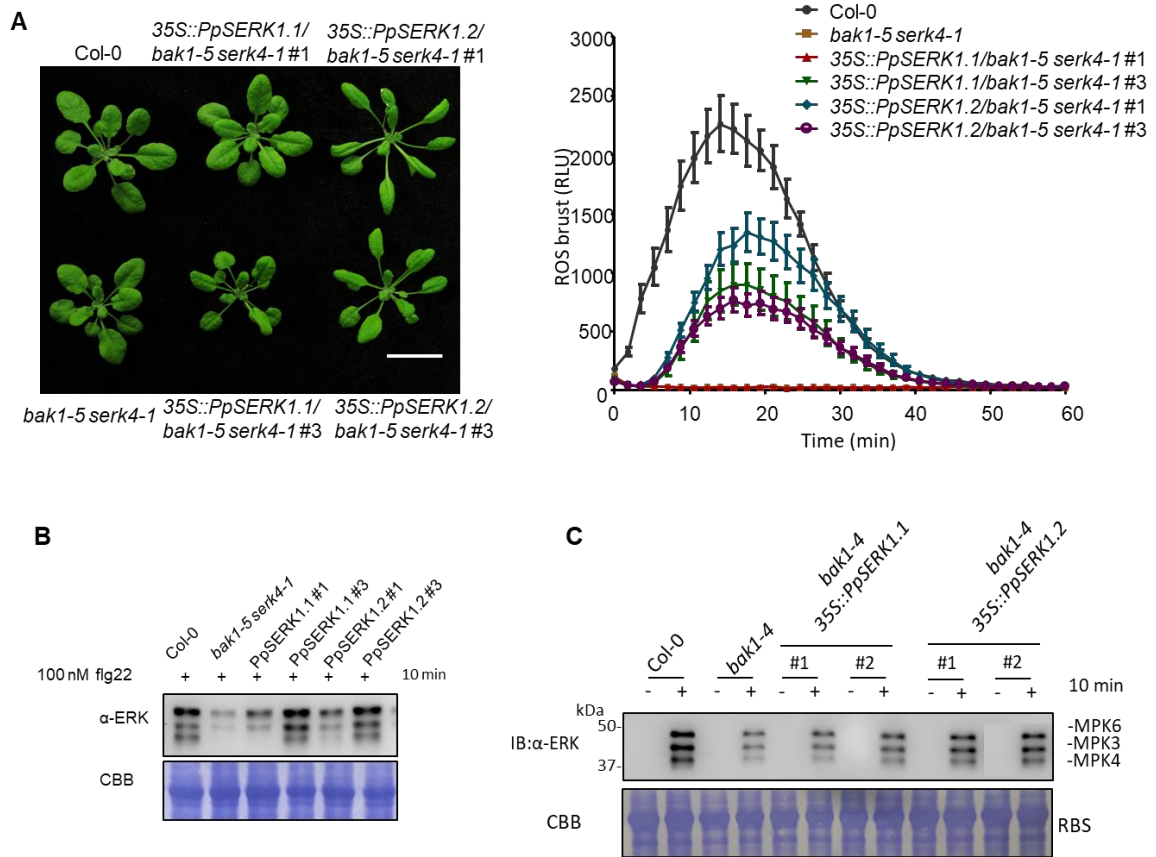 A
Col-0
35S::PpSERK1.1/
bak1-5 serk4-1 #1
35S::PpSERK1.2/
bak1-5 serk4-1 #1
bak1-5 serk4-1
35S::PpSERK1.1/
bak1-5 serk4-1 #3
35S::PpSERK1.2/
bak1-5 serk4-1 #3
Col-0
bak1-5 serk4-1
35S::PpSERK1.1/bak1-5 serk4-1 #1
35S::PpSERK1.1/bak1-5 serk4-1 #3
35S::PpSERK1.2/bak1-5 serk4-1 #1
35S::PpSERK1.2/bak1-5 serk4-1 #3
ROS brust (RLU)
3000
2500
2000
1500
1000
500
0
0 10 20 30 40 50 60
Time (min)
B
Col-0
bak1-5 serk4-1
PpSERK1.1 #1
PpSERK1.1 #3
PpSERK1.2 #1
PpSERK1.2 #3
100 nM flg22 + + + + + + 10 min
α-ERK
CBB
C
Col-0
bak1-4
bak1-4
35S::PpSERK1.1
bak1-4
35S::PpSERK1.2
#1 #2 #1 #2
- + - + - + - + - + - + 10 min
kDa
50-
37-
IB:α-ERK
-MPK6
-MPK3
-MPK4
CBB
RBS